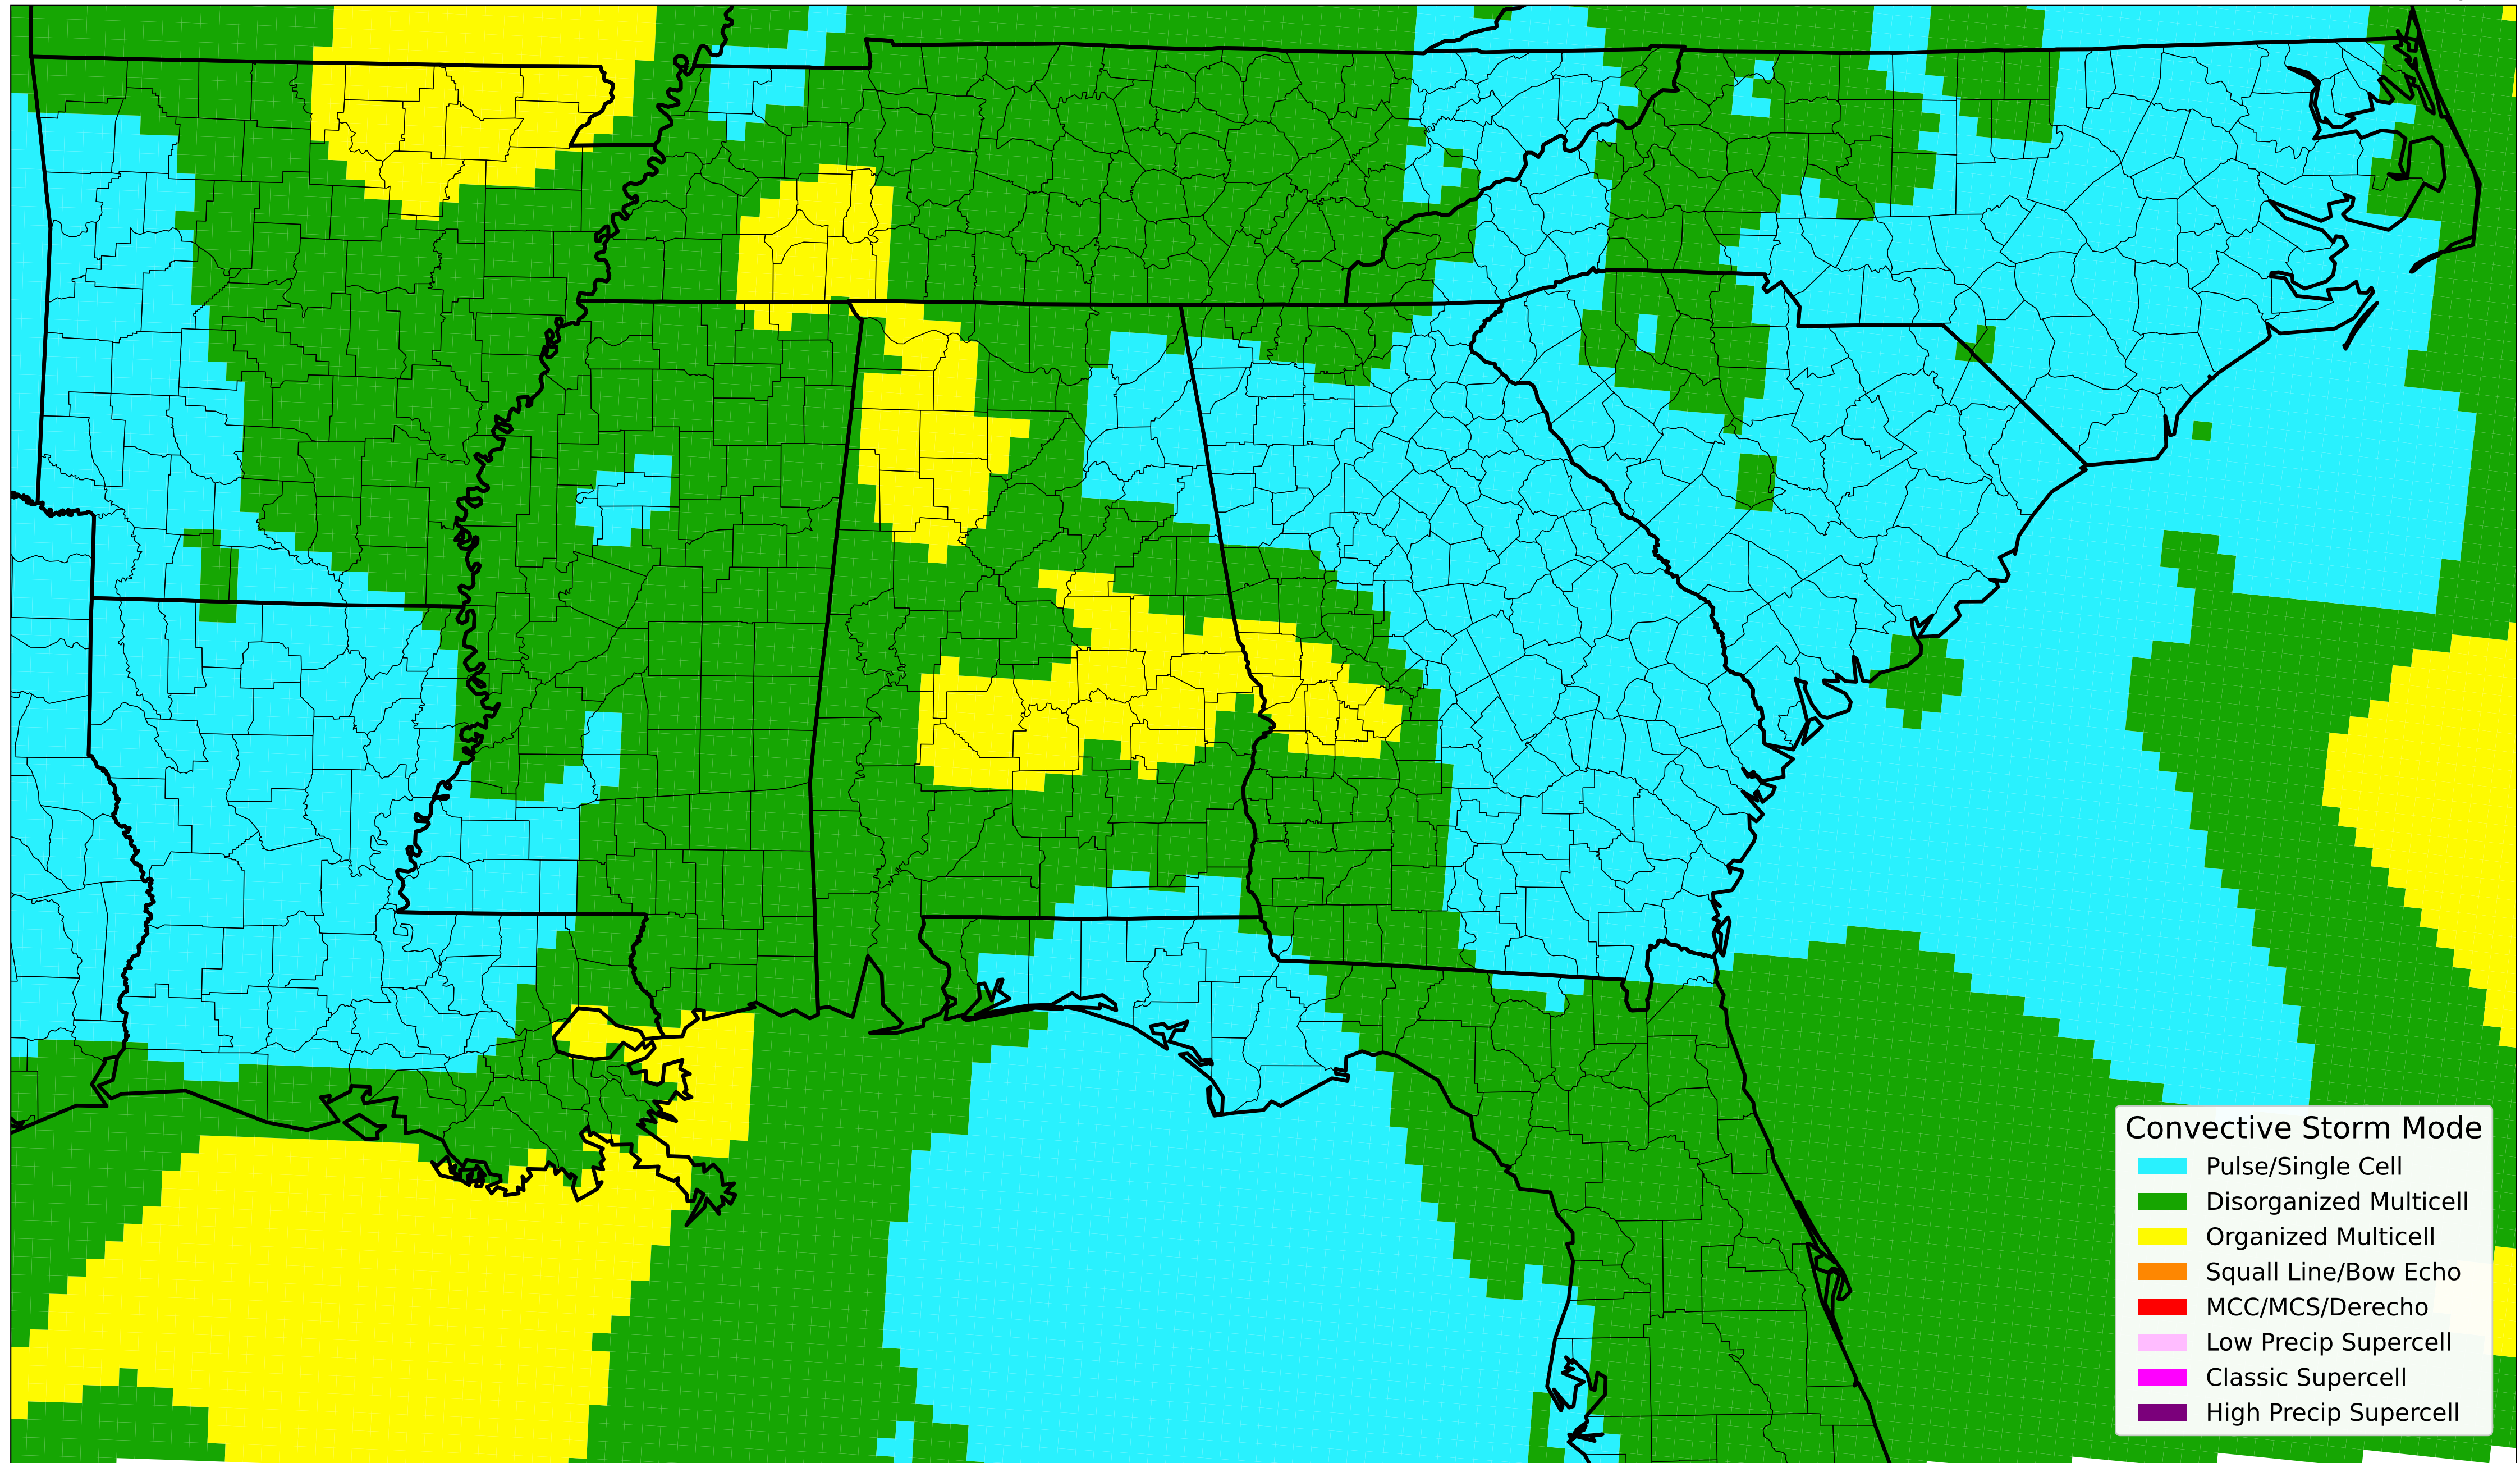 Convective Storm Mode
Pulse/Single Cell
Disorganized Multicell
Organized Multicell
Squall Line/Bow Echo
MCC/MCS/Derecho
Low Precip Supercell
Classic Supercell
High Precip Supercell